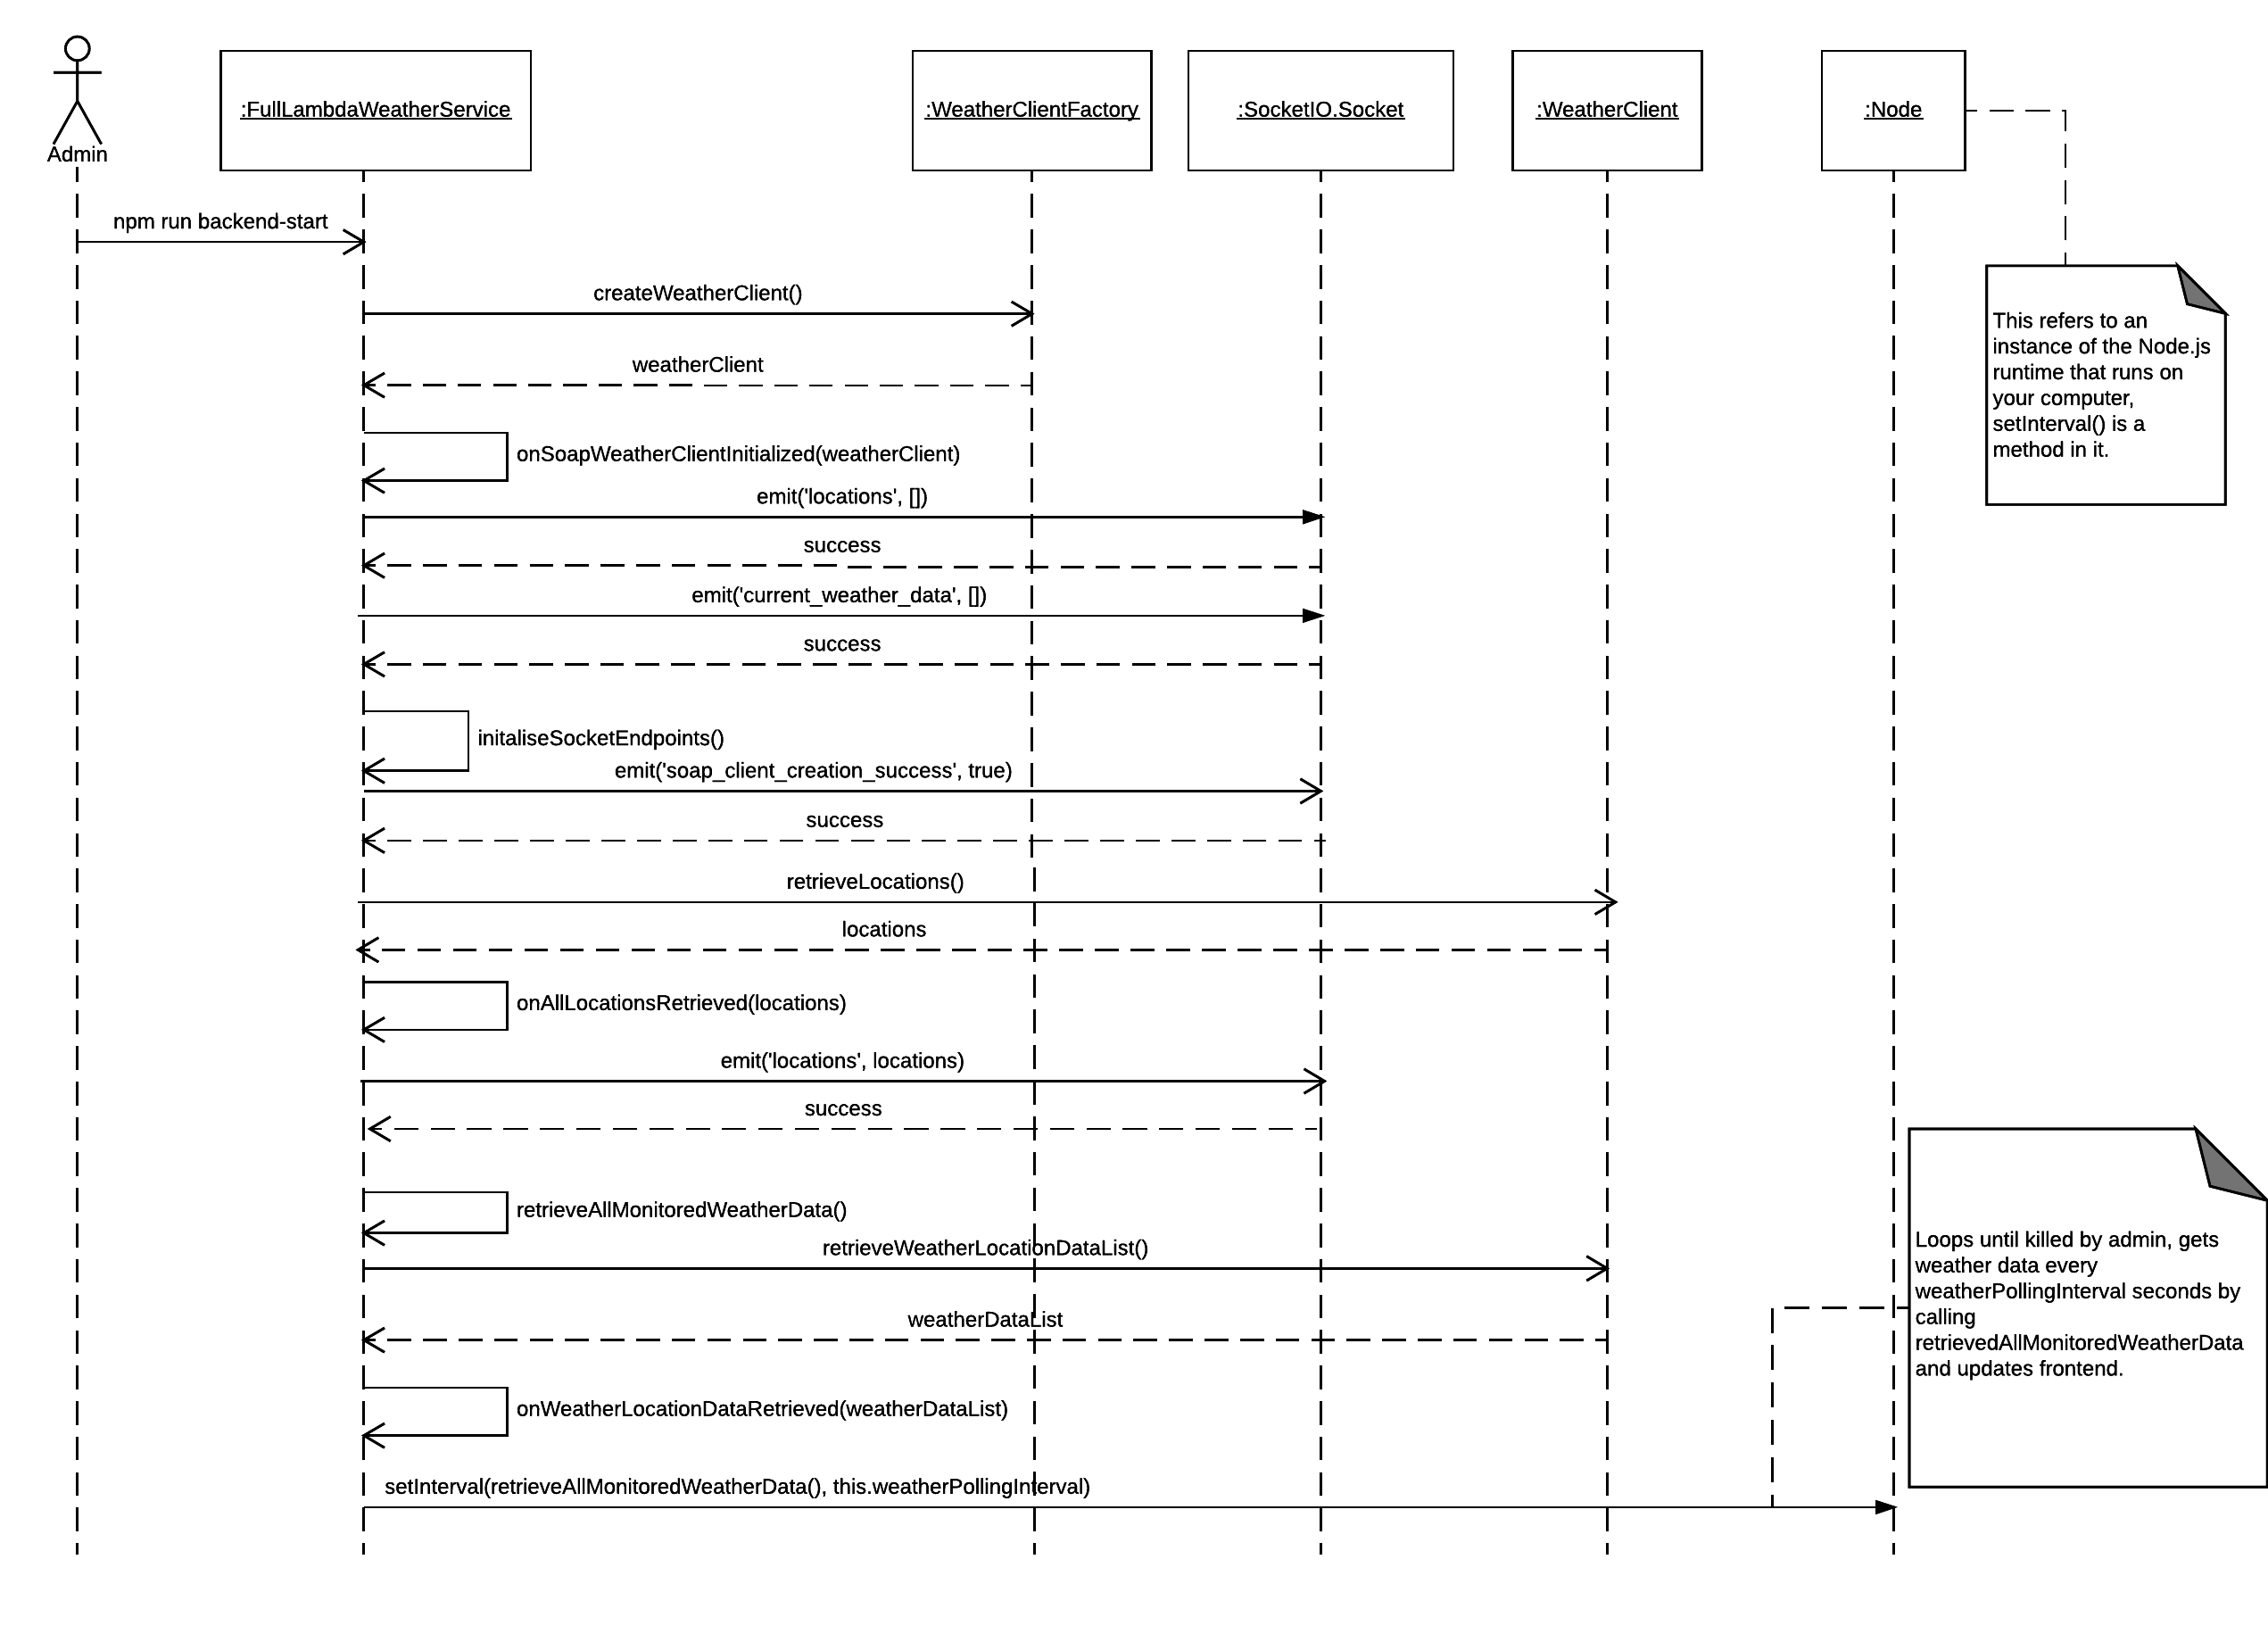 Admin
:FullLambdaWeatherService
:WeatherClientFactory
:SocketIO.Socket
:WeatherClient
:Node
npm run backend-start
createWeatherClient()
This refers to an
instance of the Node.js
runtime that runs on
your computer,
setInterval() is a
method in it.
weatherClient
onSoapWeatherClientInitialized(weatherClient)
emit('locations', [])
success
emit('current_weather_data', [])
success
initaliseSocketEndpoints()
emit('soap_client_creation_success', true)
success
retrieveLocations()
locations
onAllLocationsRetrieved(locations)
emit('locations', locations)
success
retrieveAllMonitoredWeatherData()
retrieveWeatherLocationDataList()
Loops until killed by admin, gets
weather data every
weatherPollingInterval seconds by
calling
retrievedAllMonitoredWeatherData
and updates frontend.
weatherDataList
onWeatherLocationDataRetrieved(weatherDataList)
setInterval(retrieveAllMonitoredWeatherData(), this.weatherPollingInterval)